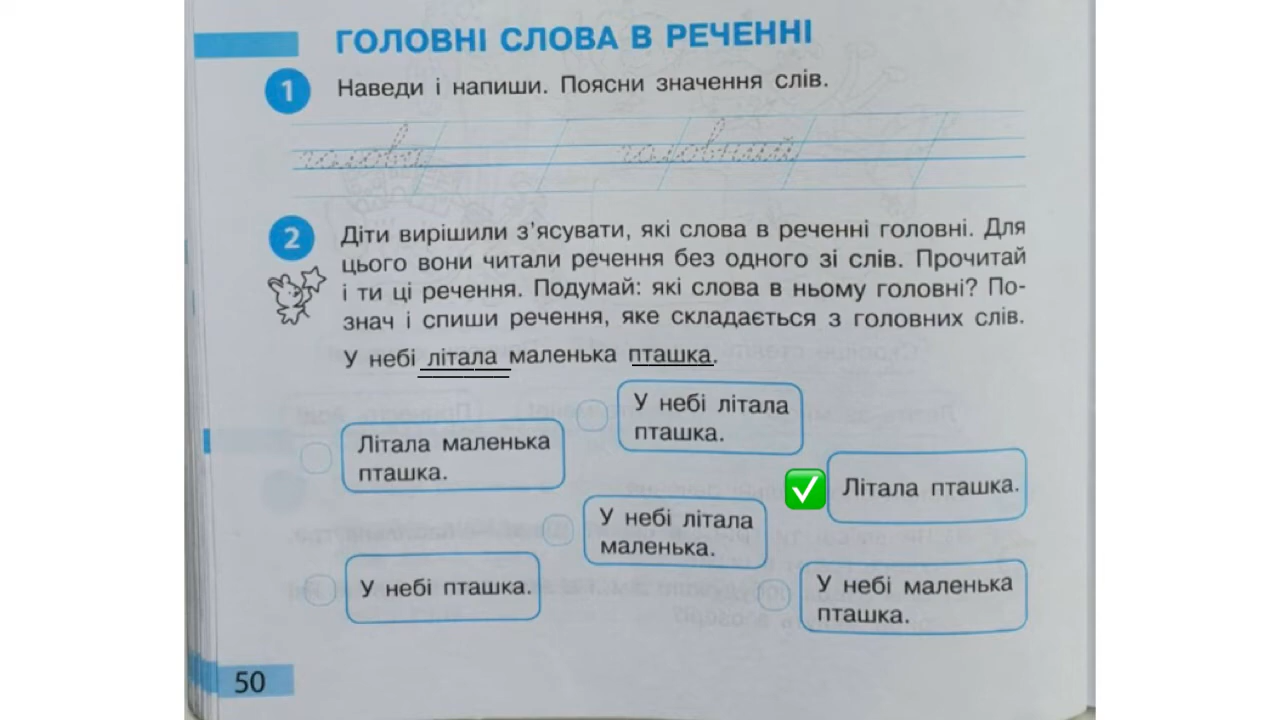 ГОЛОВНІ СЛОВА В РЕЧЕННІ
1
Наведи і напиши. Поясни значення слів.
голова головний
2
Діти вирішили з’ясувати, які слова в реченні головні. Для
цього вони читали речення без одного зі слів. Прочитай
і ти ці речення. Подумай: які слова в ньому головні? По-
знач і спиши речення, яке складається з головних слів.
У небі літала маленька пташка.
У небі літала
пташка.
Літала маленька
пташка.
Літала пташка.
У небі літала
маленька.
У небі пташка.
У небі маленька
пташка.
50